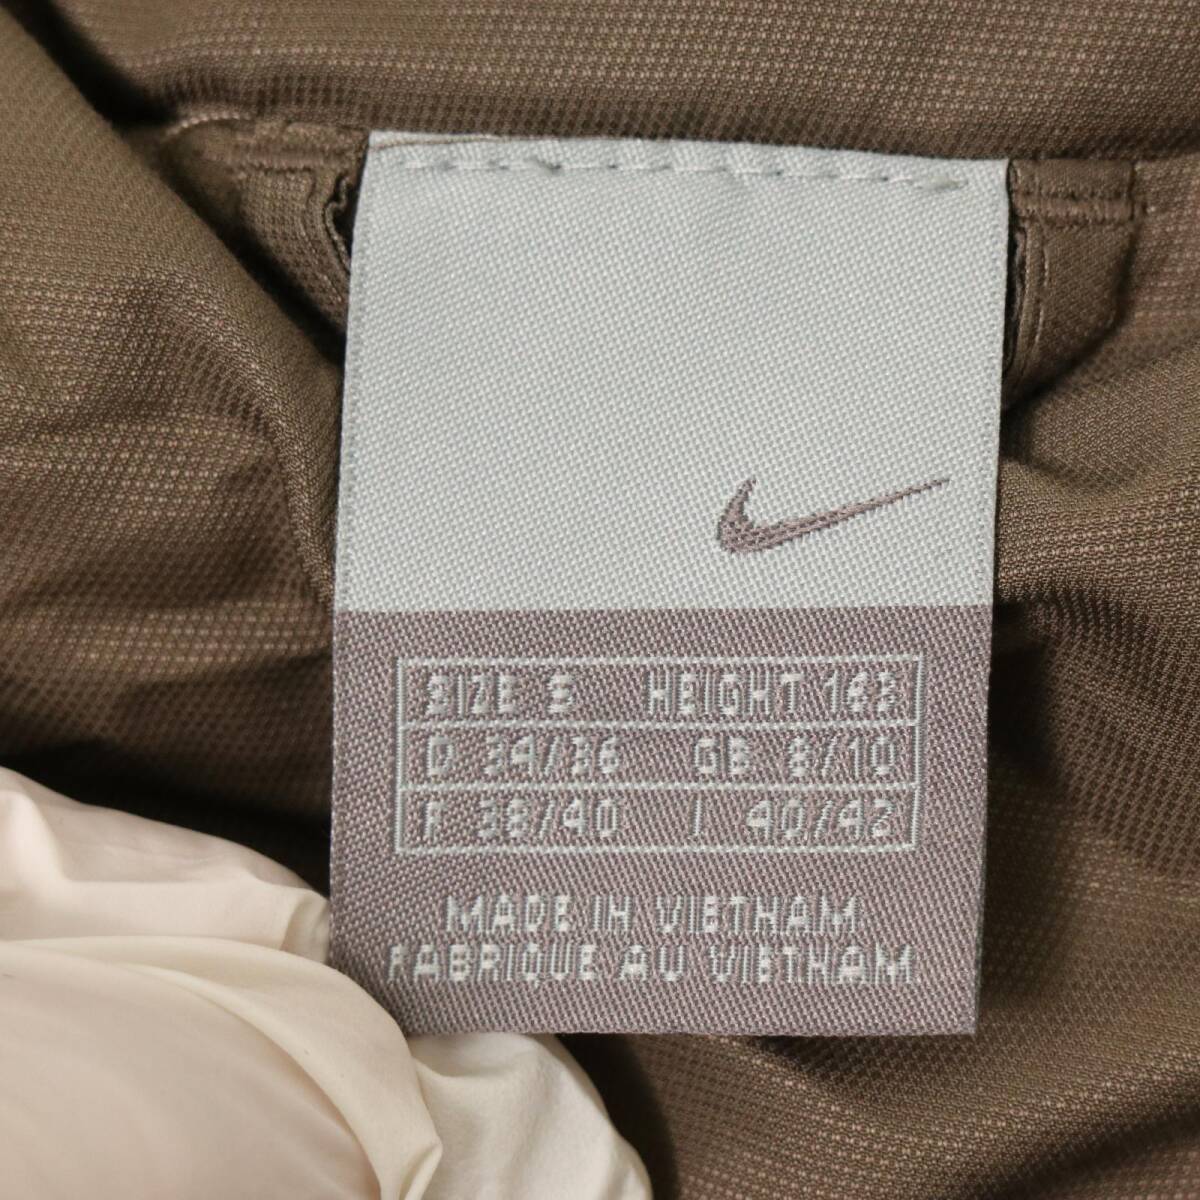 SIZE S HEIGHT 163
D 34/36 GB 8/10
F 38/40 I 40/42
MADE IN VIETNAM
FABRIQUE AU VIETNAM